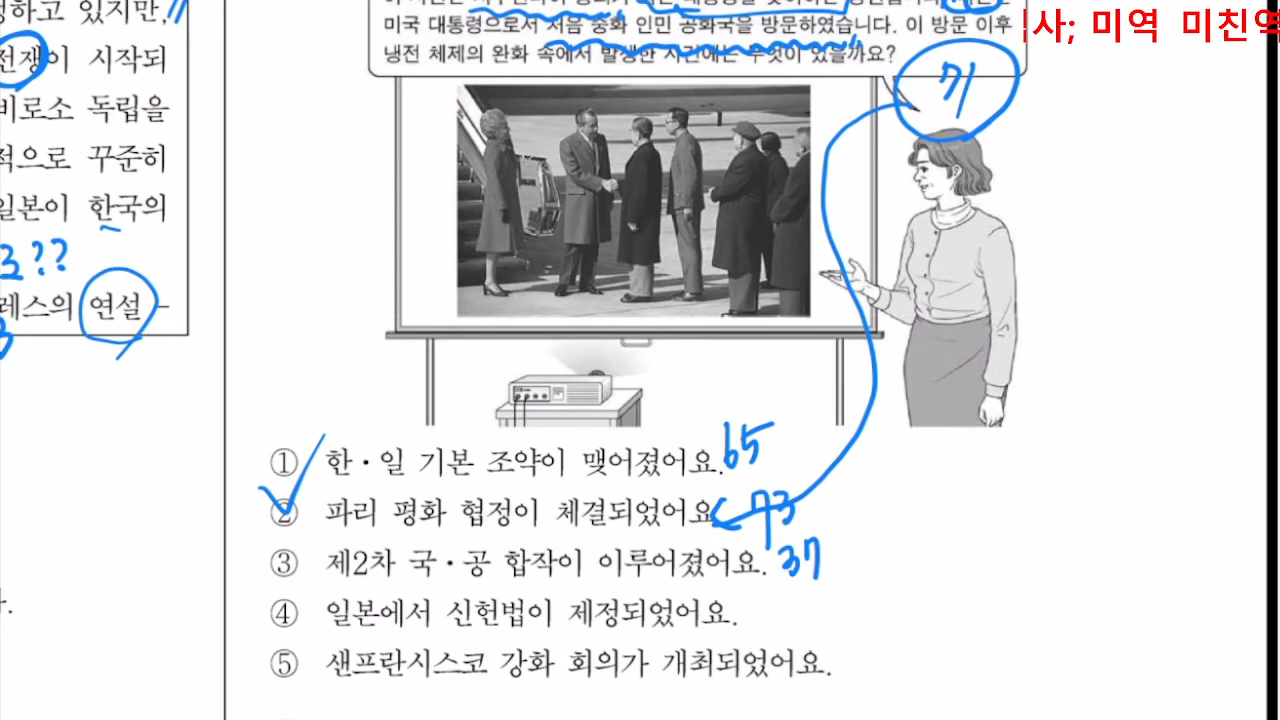 하고 있지만,
전쟁이 시작되
비로소 독립을
적으로 꾸준히
일본이 한국의
??
레스의 연설 -
미국 대통령으로서 처음 중화 인민 공화국을 방문하였습니다. 이 방문 이후
냉전 체제의 완화 속에서 발생한 사건에는 무엇이 있을까요?
사; 미역 미친역
71
① 한·일 기본 조약이 맺어졌어요. 65
② 파리 평화 협정이 체결되었어요 73
③ 제2차 국·공 합작이 이루어졌어요. 37
④ 일본에서 신헌법이 제정되었어요.
⑤ 샌프란시스코 강화 회의가 개최되었어요.